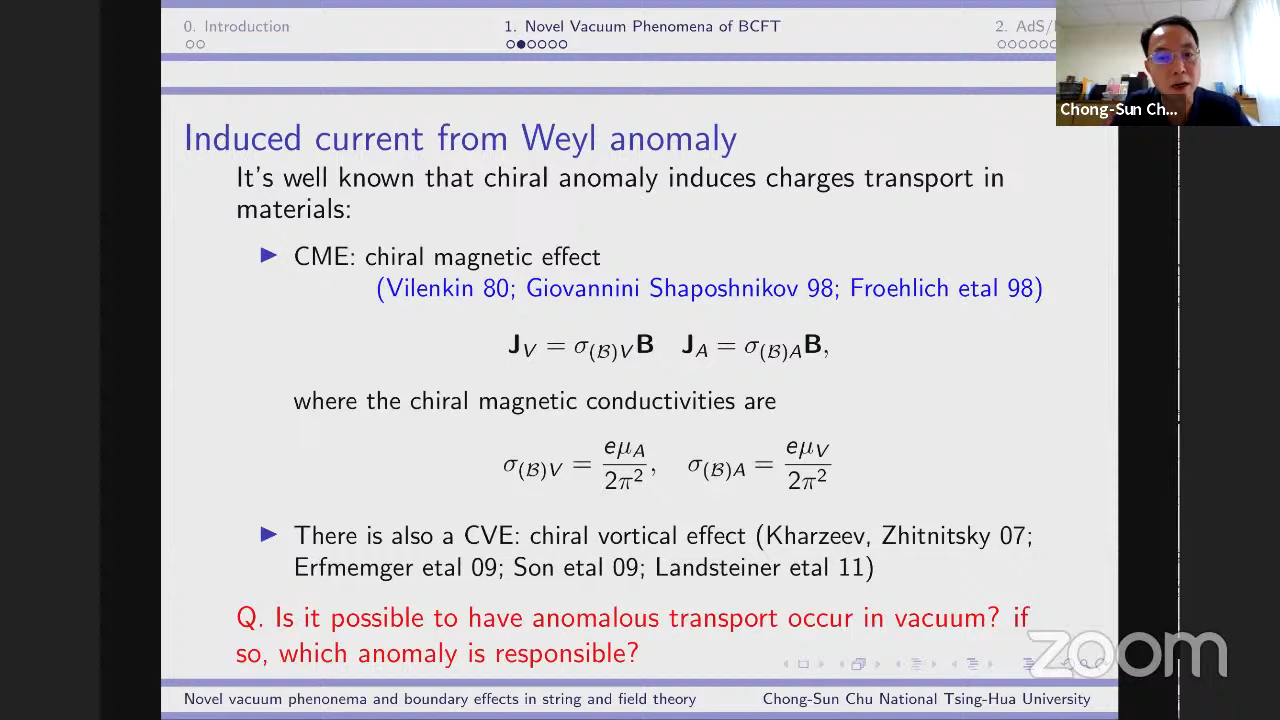 0. Introduction
1. Novel Vacuum Phenomena of BCFT
2. AdS/
Chong-Sun Ch...
Induced current from Weyl anomaly
It's well known that chiral anomaly induces charges transport in
materials:
▶ CME: chiral magnetic effect
(Vilenkin 80; Giovannini Shaposhnikov 98; Froehlich etal 98)
J_V = σ_{(𝓑)V} B   J_A = σ_{(𝓑)A} B,
where the chiral magnetic conductivities are
σ_{(𝓑)V} = eμ_A / 2π²,   σ_{(𝓑)A} = eμ_V / 2π²
▶ There is also a CVE: chiral vortical effect (Kharzeev, Zhitnitsky 07;
Erfmemger etal 09; Son etal 09; Landsteiner etal 11)
Q. Is it possible to have anomalous transport occur in vacuum? if
so, which anomaly is responsible?
zoom
Novel vacuum phenonema and boundary effects in string and field theory
Chong-Sun Chu National Tsing-Hua University